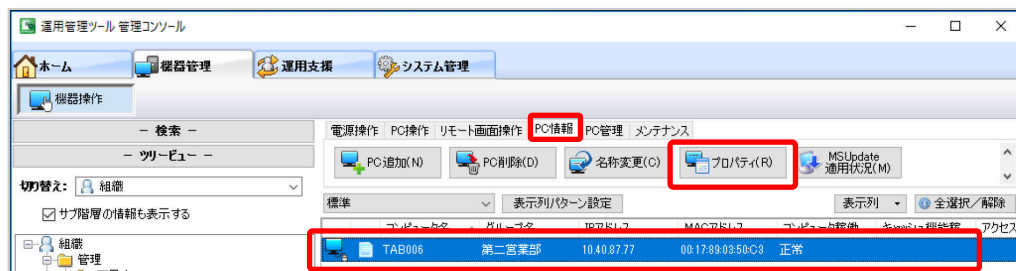 運用管理ツール 管理コンソール
ホーム 機器管理 運用支援 システム管理
機器操作
－ 検索 －
－ ツリービュー －
切り替え： 組織
サブ階層の情報も表示する
組織
管理
電源操作 PC操作 リモート画面操作 PC情報 PC管理 メンテナンス
PC追加(N) PC削除(D) 名称変更(C) プロパティ(R) MSUpdate 適用状況(M)
標準 表示列パターン設定 表示列 全選択／解除
コンピュータ名 グループ名 IPアドレス MACアドレス コンピュータ稼働 キャッシュ機能稼 アクセス
TAB006 第二営業部 10.40.87.77 00:17:89:03:50:C3 正常